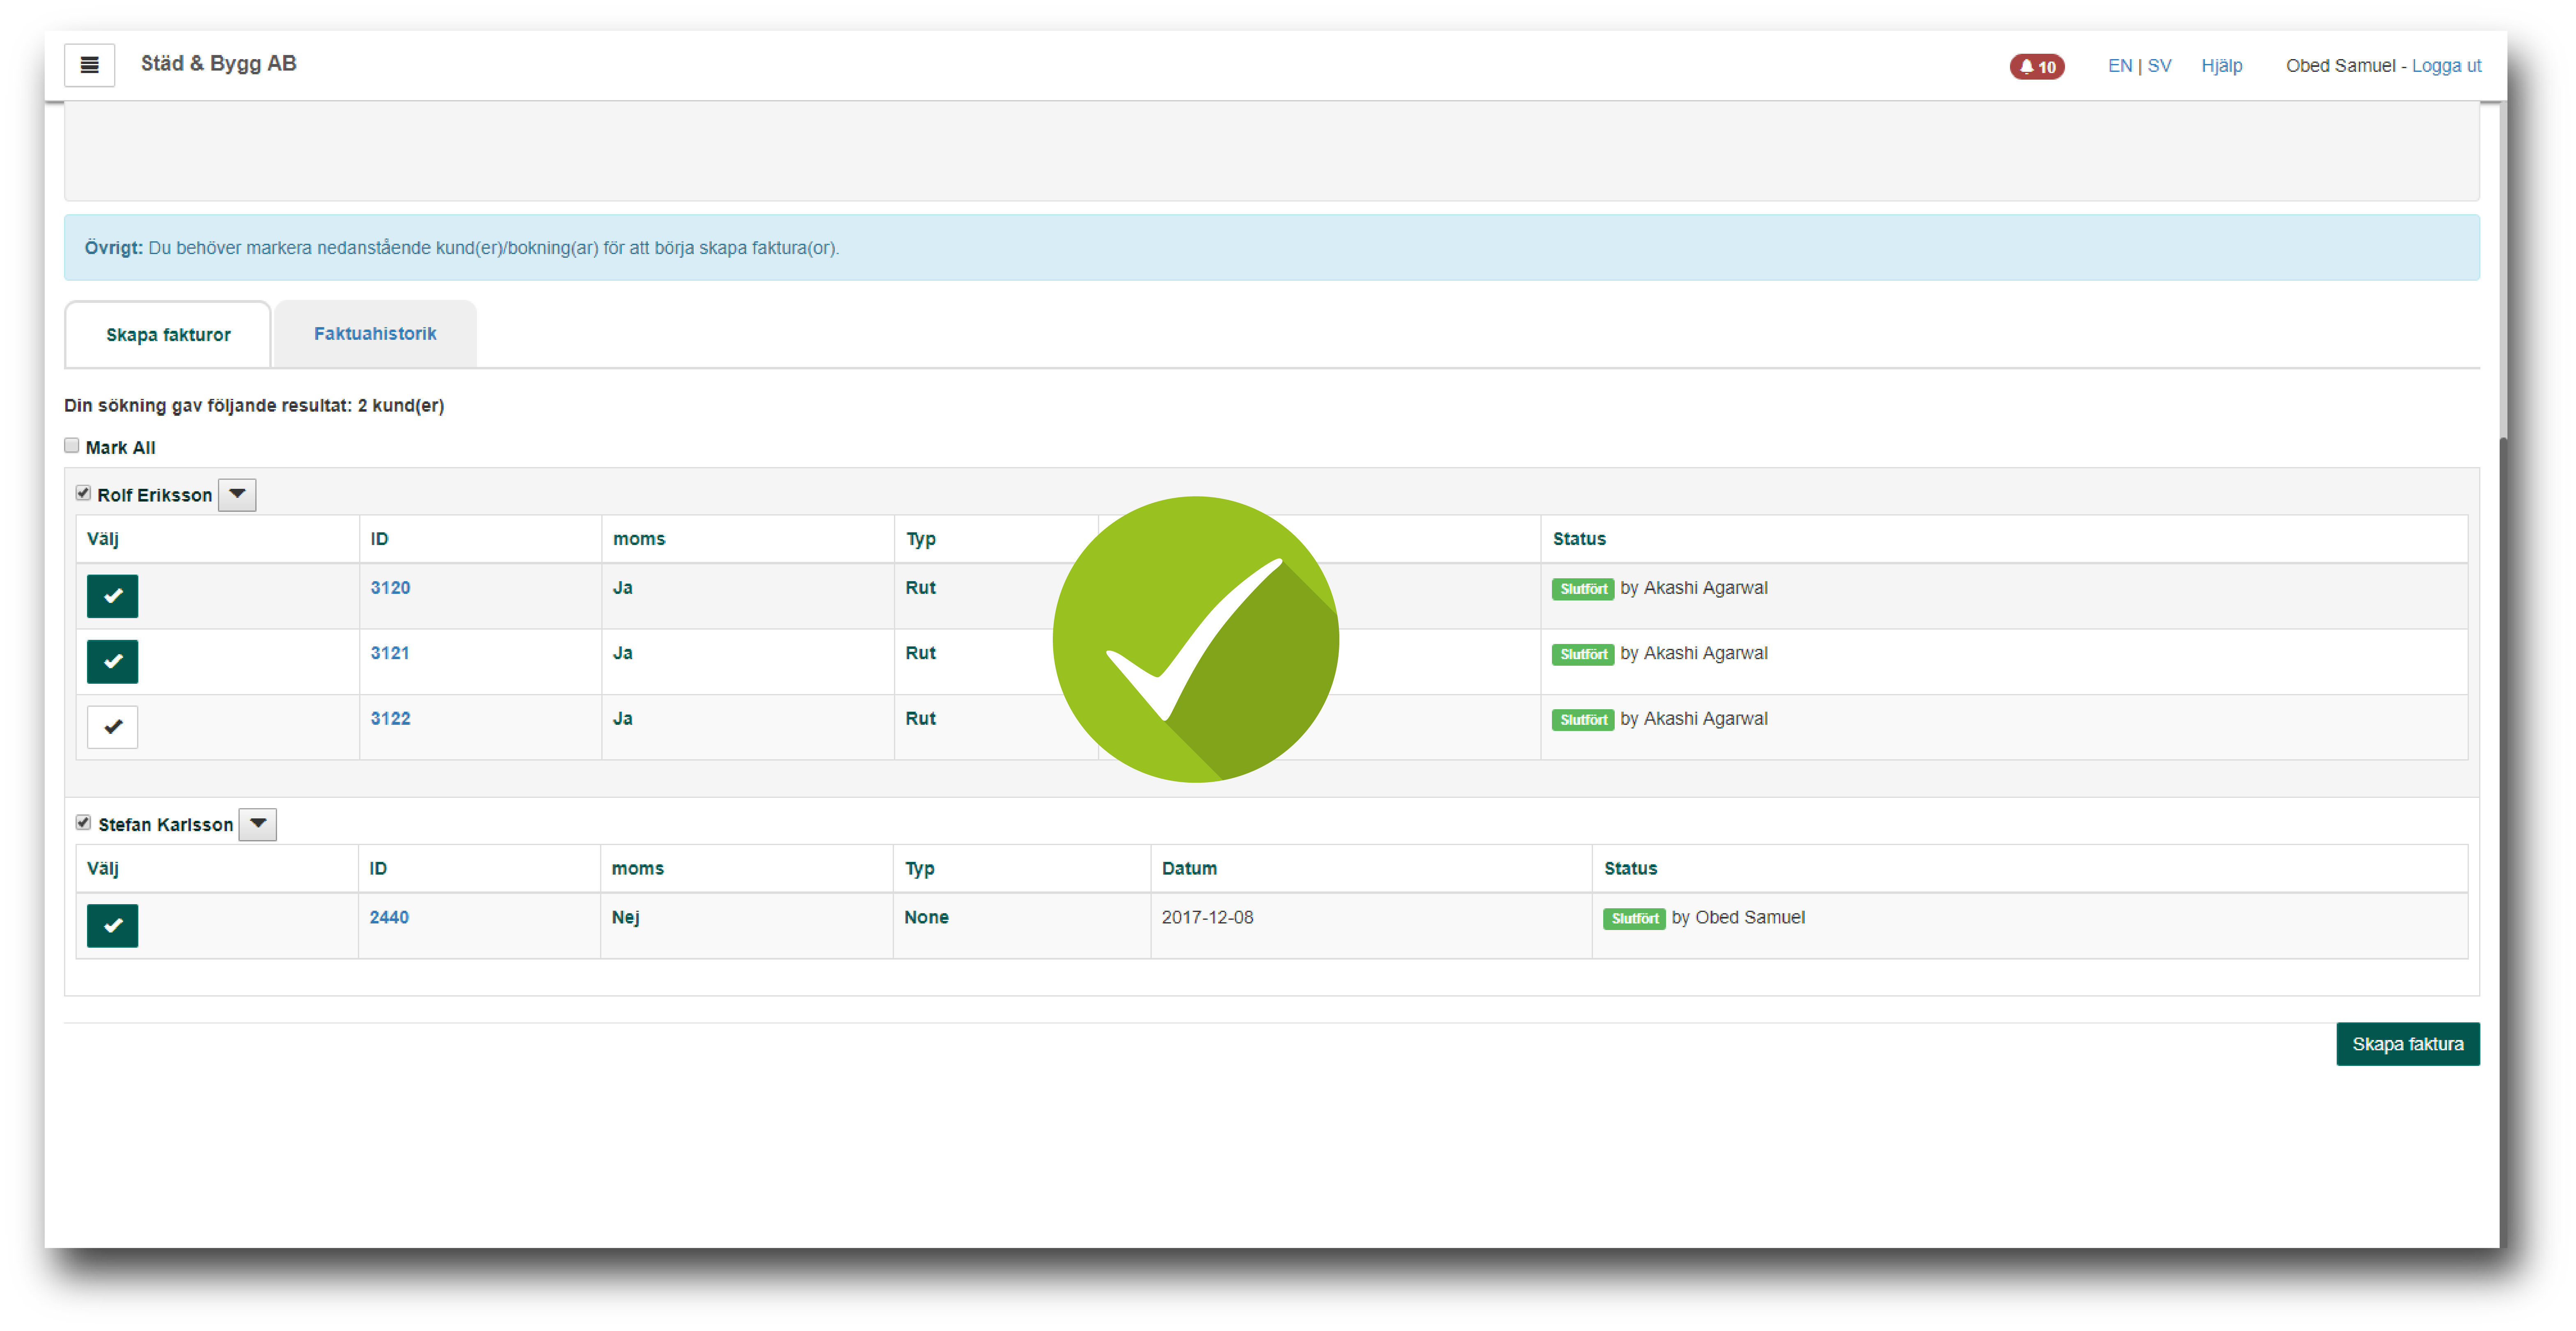 Städ & Bygg AB
10
EN | SV
Hjälp
Obed Samuel - Logga ut
Övrigt: Du behöver markera nedanstående kund(er)/bokning(ar) för att börja skapa faktura(or).
Skapa fakturor
Faktuahistorik
Din sökning gav följande resultat: 2 kund(er)
Mark All
Rolf Eriksson
Välj ID moms Typ Status
3120 Ja Rut Slutfört by Akashi Agarwal
3121 Ja Rut Slutfört by Akashi Agarwal
3122 Ja Rut Slutfört by Akashi Agarwal
Stefan Karlsson
Välj ID moms Typ Datum Status
2440 Nej None 2017-12-08 Slutfört by Obed Samuel
Skapa faktura